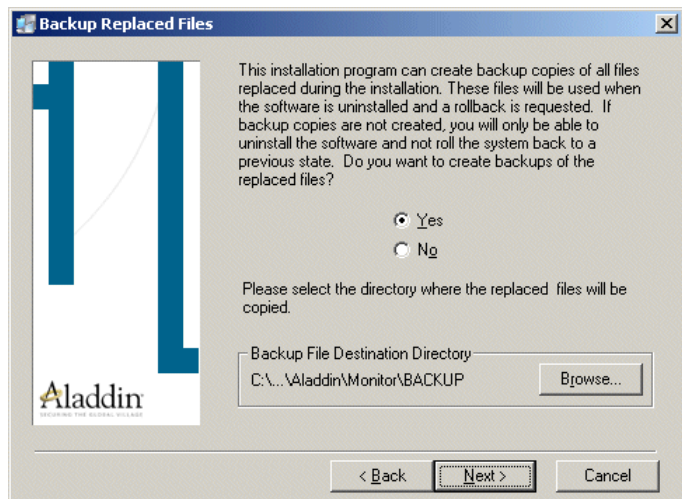 Backup Replaced Files
This installation program can create backup copies of all files
replaced during the installation. These files will be used when
the software is uninstalled and a rollback is requested. If
backup copies are not created, you will only be able to
uninstall the software and not roll the system back to a
previous state. Do you want to create backups of the
replaced files?
Yes
No
Please select the directory where the replaced files will be
copied.
Backup File Destination Directory
C:\...\Aladdin\Monitor\BACKUP
Browse...
Aladdin
SECURING THE GLOBAL VILLAGE
< Back
Next >
Cancel